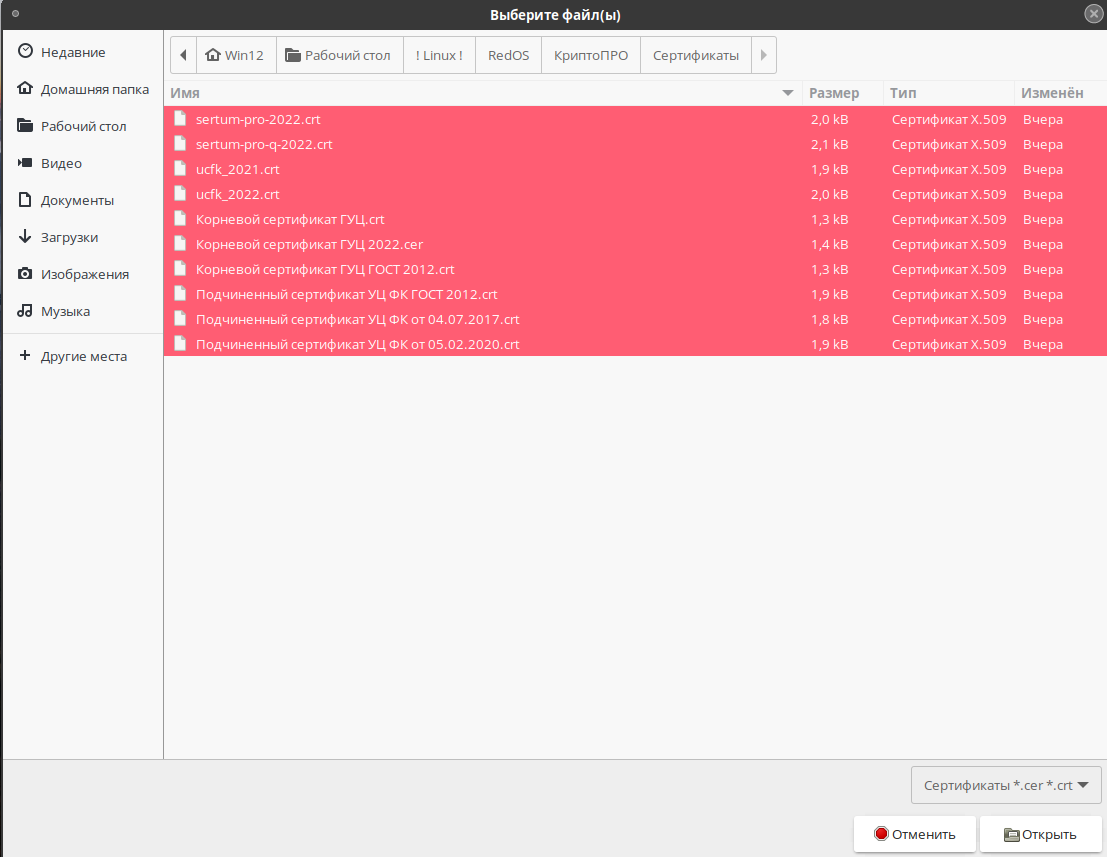 Выберите файл(ы)
Недавние
Домашняя папка
Рабочий стол
Видео
Документы
Загрузки
Изображения
Музыка
Другие места
Win12 Рабочий стол ! Linux ! RedOS КриптоПРО Сертификаты
Имя Размер Тип Изменён
sertum-pro-2022.crt 2,0 kB Сертификат X.509 Вчера
sertum-pro-q-2022.crt 2,1 kB Сертификат X.509 Вчера
ucfk_2021.crt 1,9 kB Сертификат X.509 Вчера
ucfk_2022.crt 2,0 kB Сертификат X.509 Вчера
Корневой сертификат ГУЦ.crt 1,3 kB Сертификат X.509 Вчера
Корневой сертификат ГУЦ 2022.cer 1,4 kB Сертификат X.509 Вчера
Корневой сертификат ГУЦ ГОСТ 2012.crt 1,3 kB Сертификат X.509 Вчера
Подчиненный сертификат УЦ ФК ГОСТ 2012.crt 1,9 kB Сертификат X.509 Вчера
Подчиненный сертификат УЦ ФК от 04.07.2017.crt 1,8 kB Сертификат X.509 Вчера
Подчиненный сертификат УЦ ФК от 05.02.2020.crt 1,9 kB Сертификат X.509 Вчера
Сертификаты *.cer *.crt
Отменить Открыть